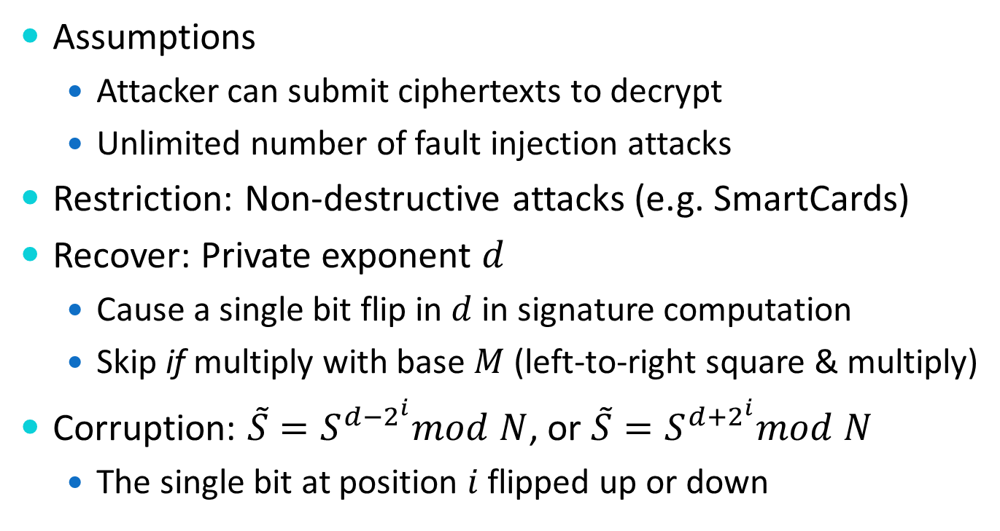 • Assumptions
• Attacker can submit ciphertexts to decrypt
• Unlimited number of fault injection attacks
• Restriction: Non-destructive attacks (e.g. SmartCards)
• Recover: Private exponent d
• Cause a single bit flip in d in signature computation
• Skip if multiply with base M (left-to-right square & multiply)
• Corruption: S̃ = S^{d−2^i} mod N, or S̃ = S^{d+2^i} mod N
• The single bit at position i flipped up or down